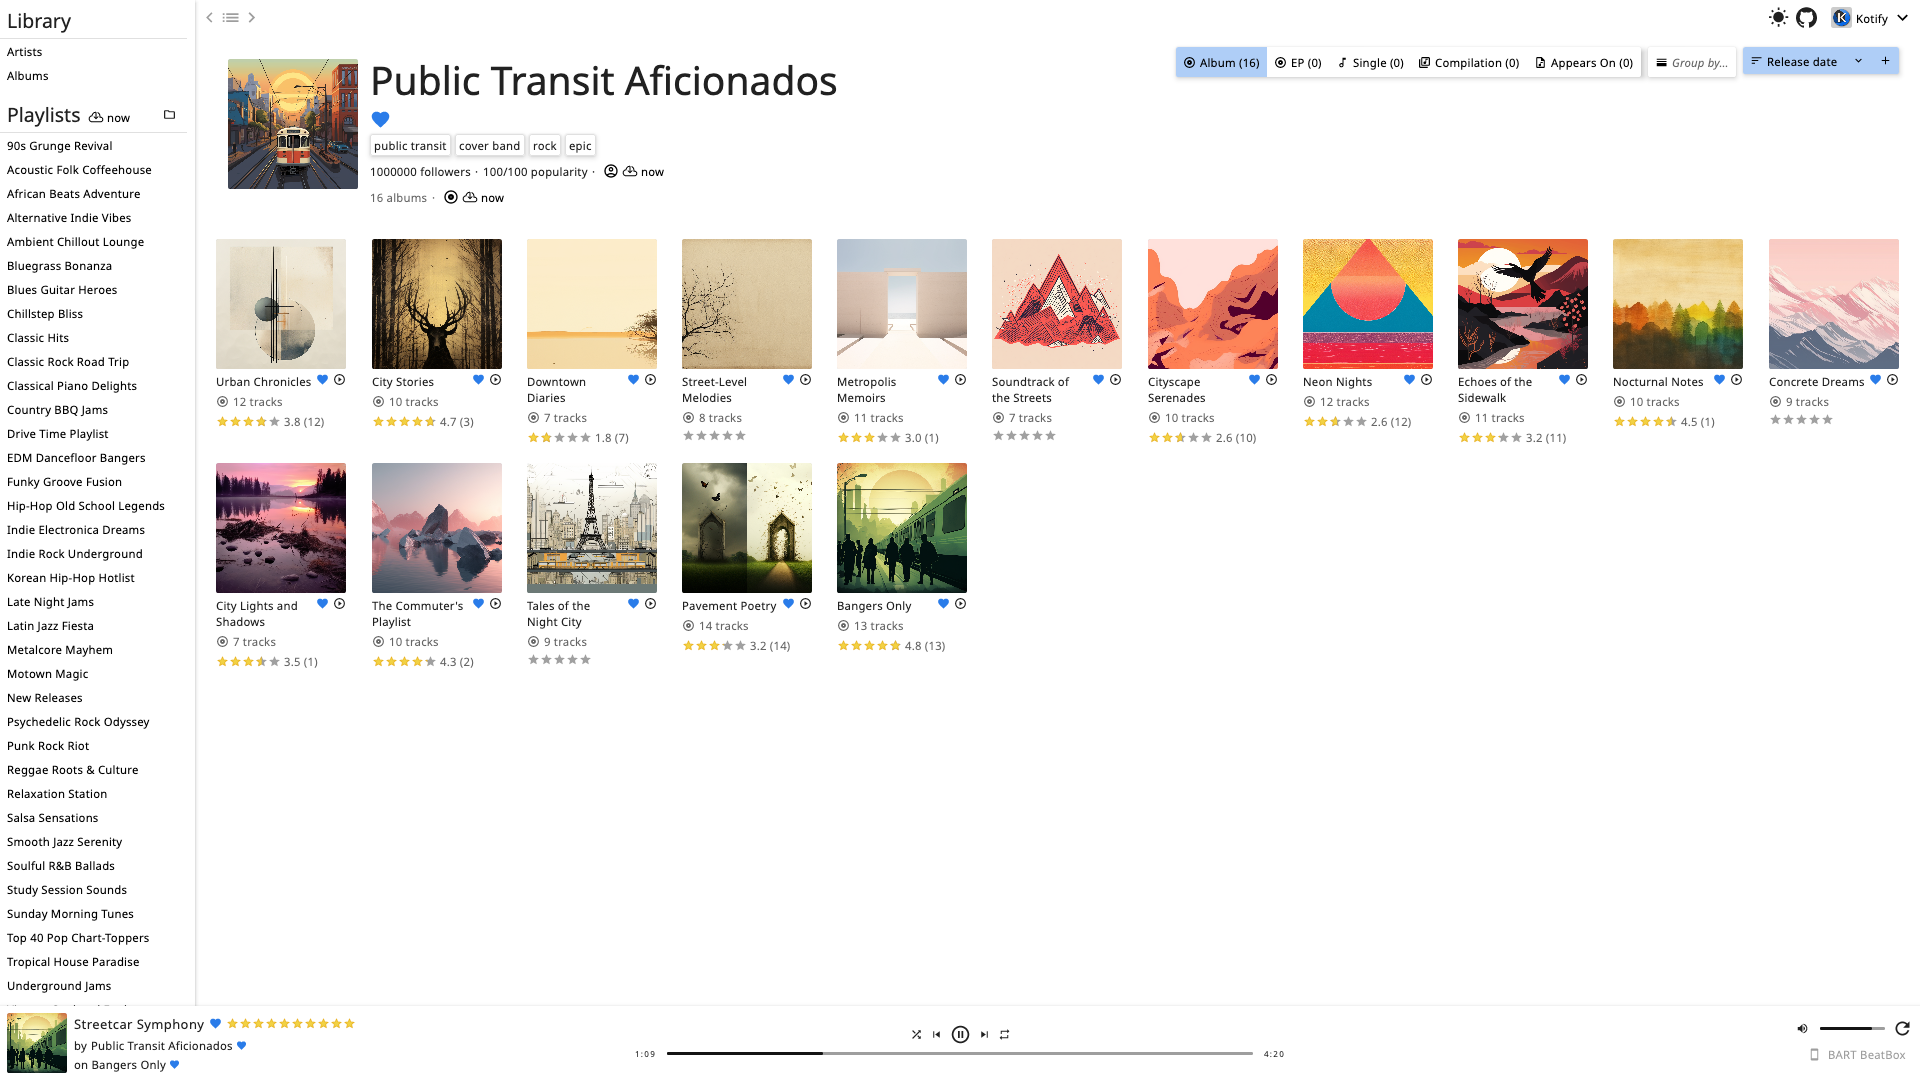 Library
Artists
Albums
Playlists now
90s Grunge Revival
Acoustic Folk Coffeehouse
African Beats Adventure
Alternative Indie Vibes
Ambient Chillout Lounge
Bluegrass Bonanza
Blues Guitar Heroes
Chillstep Bliss
Classic Hits
Classic Rock Road Trip
Classical Piano Delights
Country BBQ Jams
Drive Time Playlist
EDM Dancefloor Bangers
Funky Groove Fusion
Hip-Hop Old School Legends
Indie Electronica Dreams
Indie Rock Underground
Korean Hip-Hop Hotlist
Late Night Jams
Latin Jazz Fiesta
Metalcore Mayhem
Motown Magic
New Releases
Psychedelic Rock Odyssey
Punk Rock Riot
Reggae Roots & Culture
Relaxation Station
Salsa Sensations
Smooth Jazz Serenity
Soulful R&B Ballads
Study Session Sounds
Sunday Morning Tunes
Top 40 Pop Chart-Toppers
Tropical House Paradise
Underground Jams
K Kotify
Public Transit Aficionados
Album (16) EP (0) Single (0) Compilation (0) Appears On (0) Group by... Release date
public transit cover band rock epic
1000000 followers · 100/100 popularity · now
16 albums · now
Urban Chronicles
12 tracks
3.8 (12)
City Stories
10 tracks
4.7 (3)
Downtown
Diaries
7 tracks
1.8 (7)
Street-Level
Melodies
8 tracks
Metropolis
Memoirs
11 tracks
3.0 (1)
Soundtrack of
the Streets
7 tracks
Cityscape
Serenades
10 tracks
2.6 (10)
Neon Nights
12 tracks
2.6 (12)
Echoes of the
Sidewalk
11 tracks
3.2 (11)
Nocturnal Notes
10 tracks
4.5 (1)
Concrete Dreams
9 tracks
City Lights and
Shadows
7 tracks
3.5 (1)
The Commuter's
Playlist
10 tracks
4.3 (2)
Tales of the
Night City
9 tracks
Pavement Poetry
14 tracks
3.2 (14)
Bangers Only
13 tracks
4.8 (13)
Streetcar Symphony
by Public Transit Aficionados
on Bangers Only
1:09 4:20
BART BeatBox